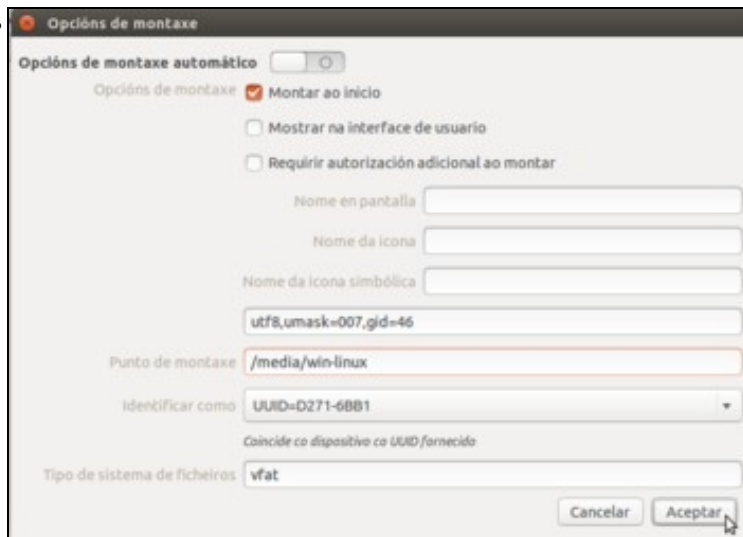 Opcións de montaxe
Opcións de montaxe automático
Opcións de montaxe Montar ao inicio
Mostrar na interface de usuario
Requirir autorización adicional ao montar
Nome en pantalla
Nome da icona
Nome da icona simbólica
utf8,umask=007,gid=46
Punto de montaxe /media/win-linux
Identificar como UUID=D271-6BB1
Coincide co dispositivo co UUID fornecido
Tipo de sistema de ficheiros vfat
Cancelar Aceptar